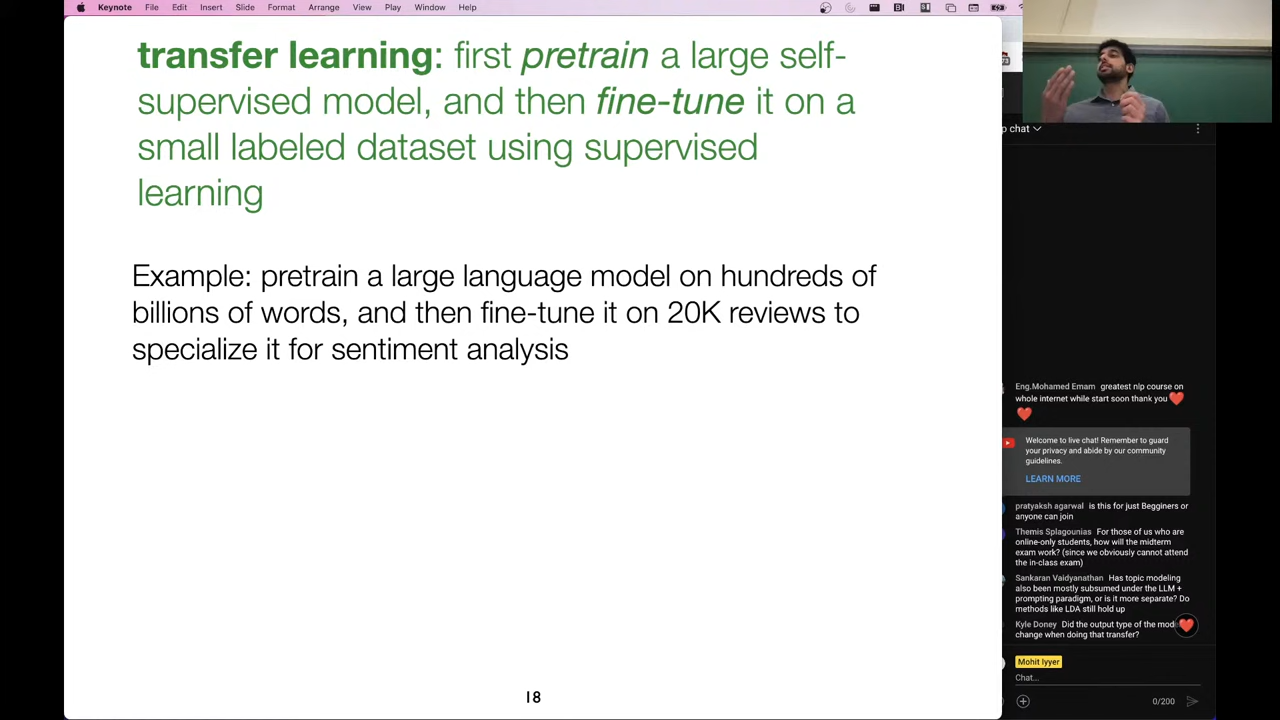 Keynote File Edit Insert Slide Format Arrange View Play Window Help
transfer learning: first pretrain a large self-
supervised model, and then fine-tune it on a
small labeled dataset using supervised
learning
Example: pretrain a large language model on hundreds of
billions of words, and then fine-tune it on 20K reviews to
specialize it for sentiment analysis
18
p chat
Eng.Mohamed Emam greatest nlp course on
whole internet while start soon thank you
Welcome to live chat! Remember to guard
your privacy and abide by our community
guidelines.
LEARN MORE
pratyaksh agarwal is this for just Begginers or
anyone can join
Themis Splagounias For those of us who are
online-only students, how will the midterm
exam work? (since we obviously cannot attend
the in-class exam)
Sankaran Vaidyanathan Has topic modeling
also been mostly subsumed under the LLM +
prompting paradigm, or is it more separate? Do
methods like LDA still hold up
Kyle Doney Did the output type of the mod
change when doing that transfer?
Mohit Iyyer
Chat...
0/200